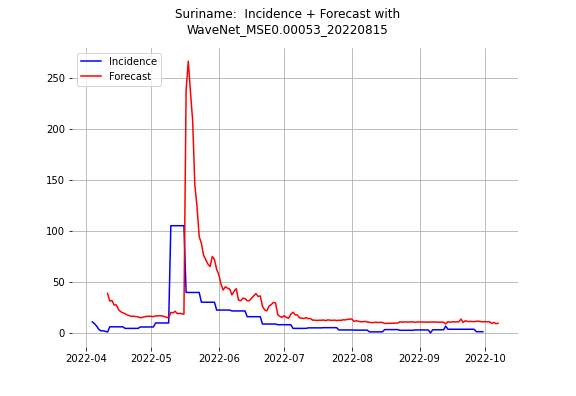 Suriname:  Incidence + Forecast with
WaveNet_MSE0.00053_20220815
Incidence
Forecast
250
200
150
100
50
0
2022-04 2022-05 2022-06 2022-07 2022-08 2022-09 2022-10